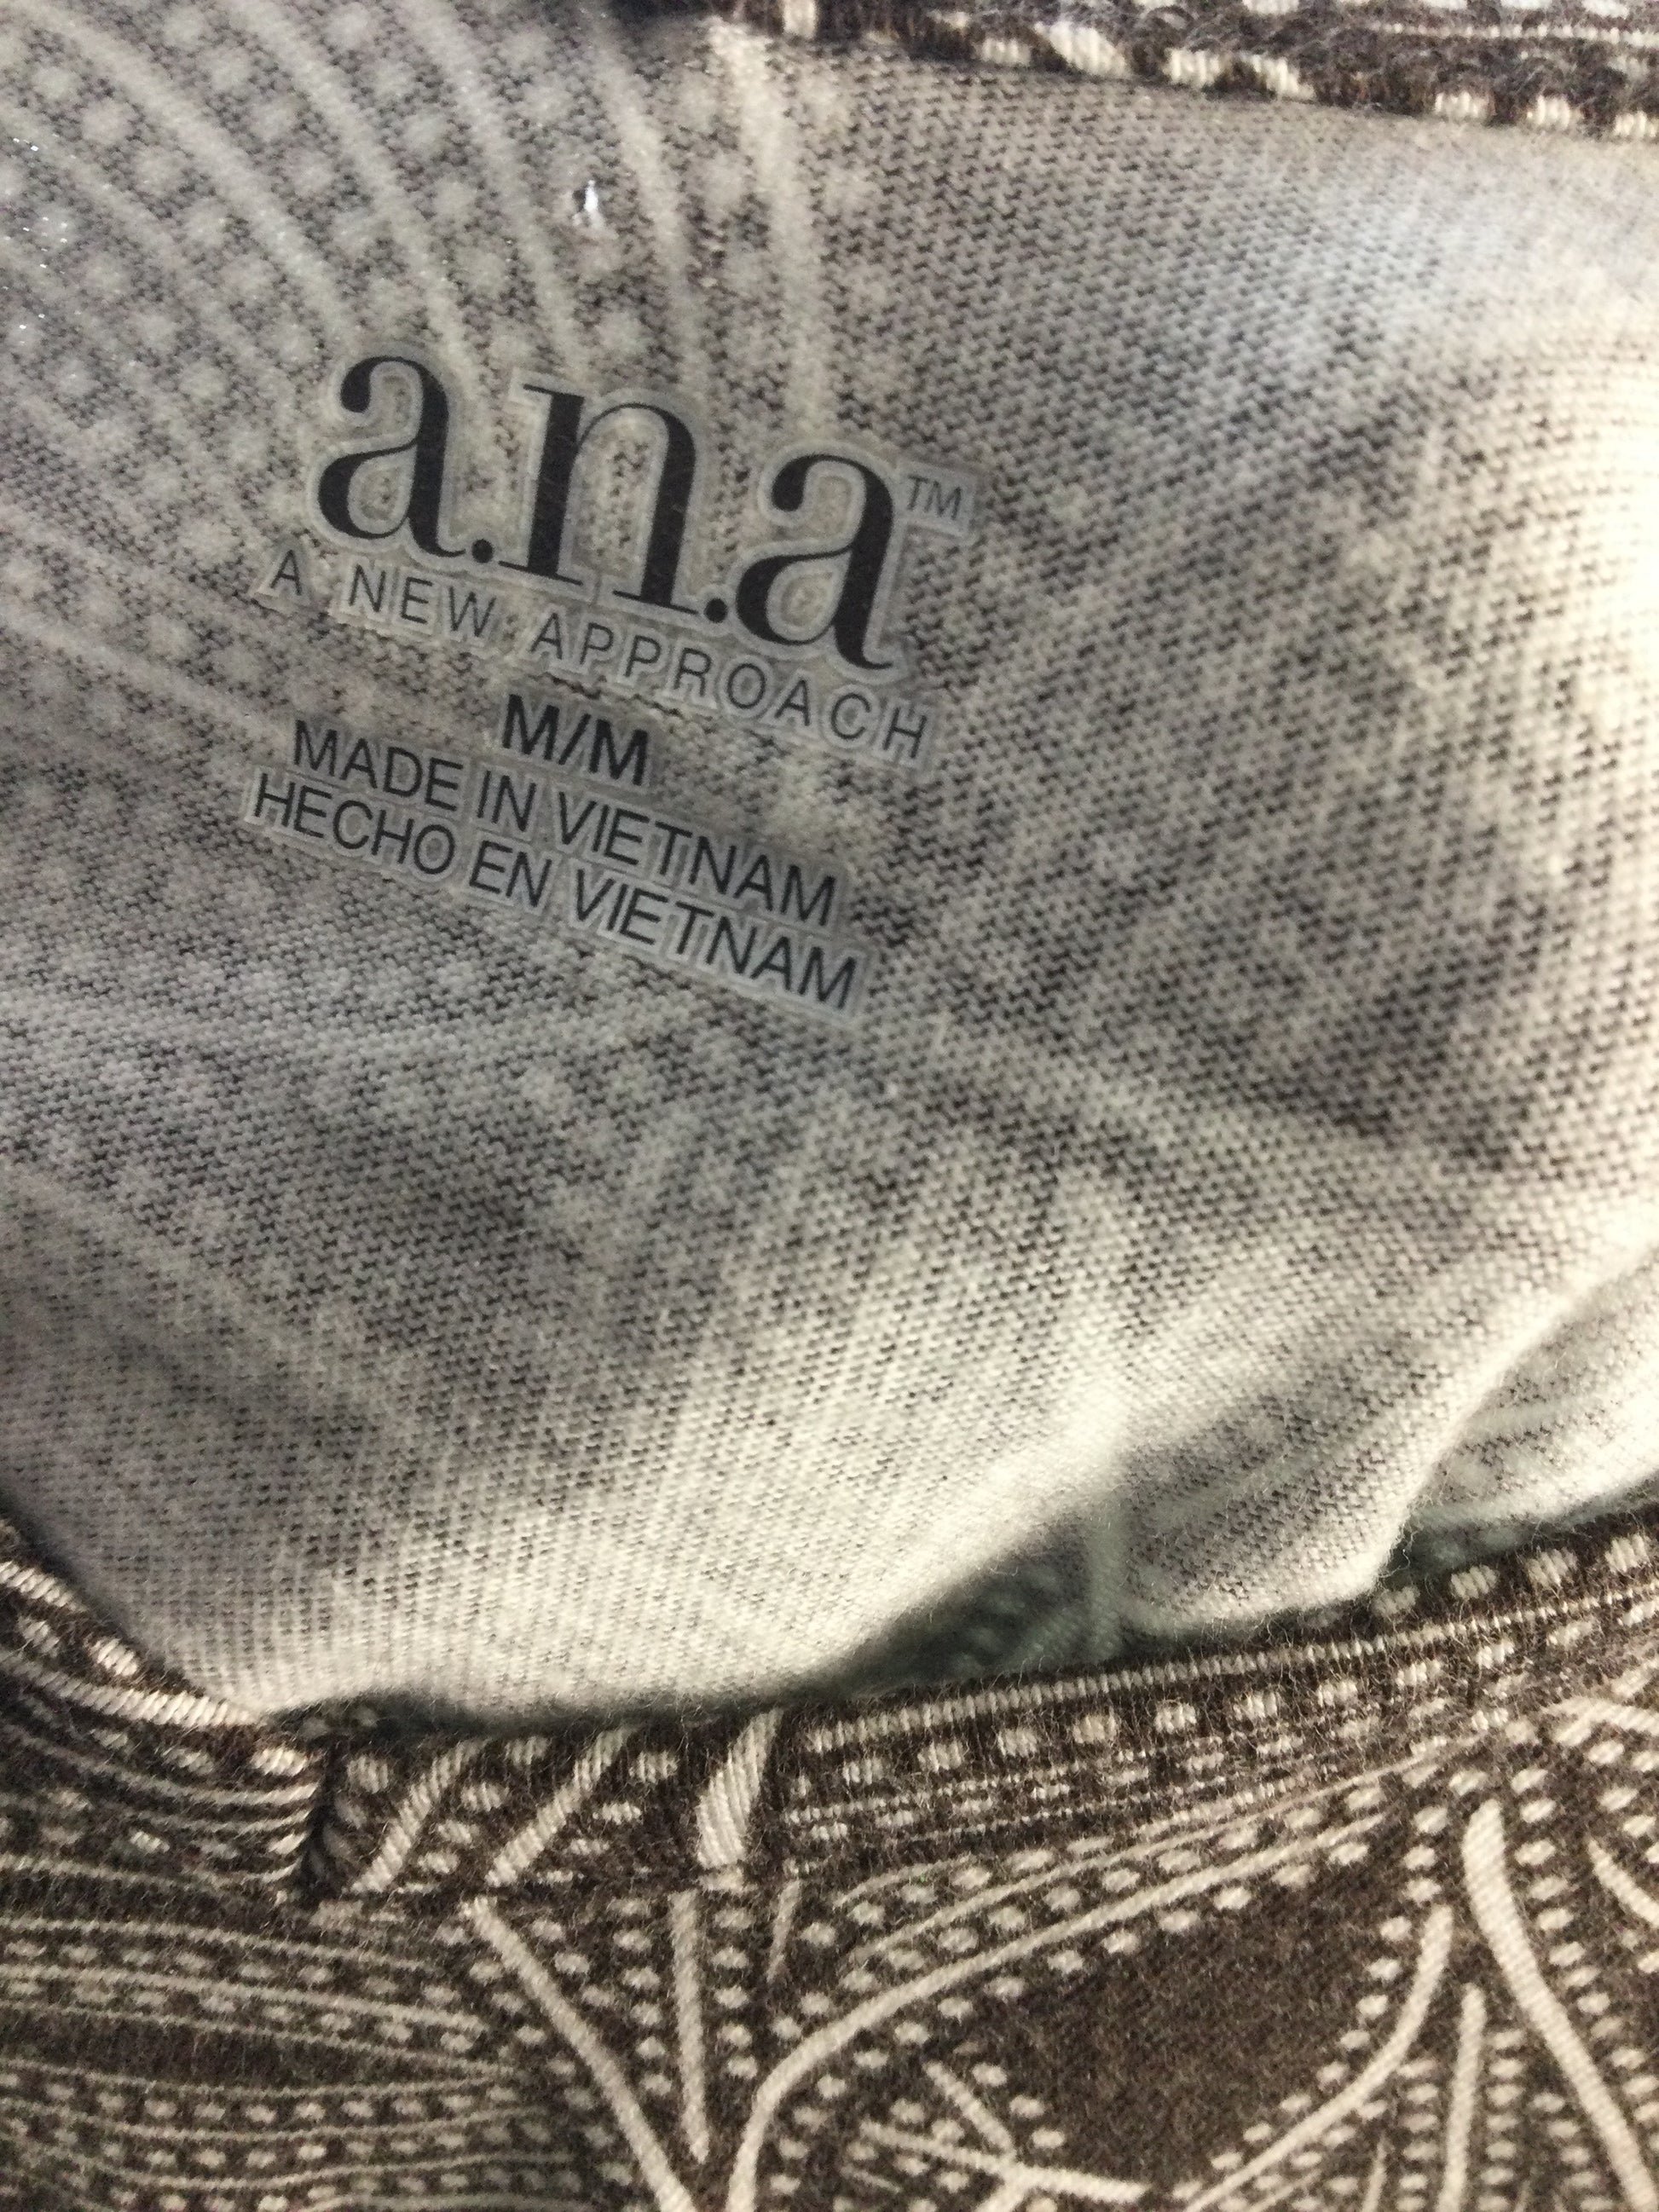 a.n.a™
A NEW APPROACH
M/M
MADE IN VIETNAM
HECHO EN VIETNAM